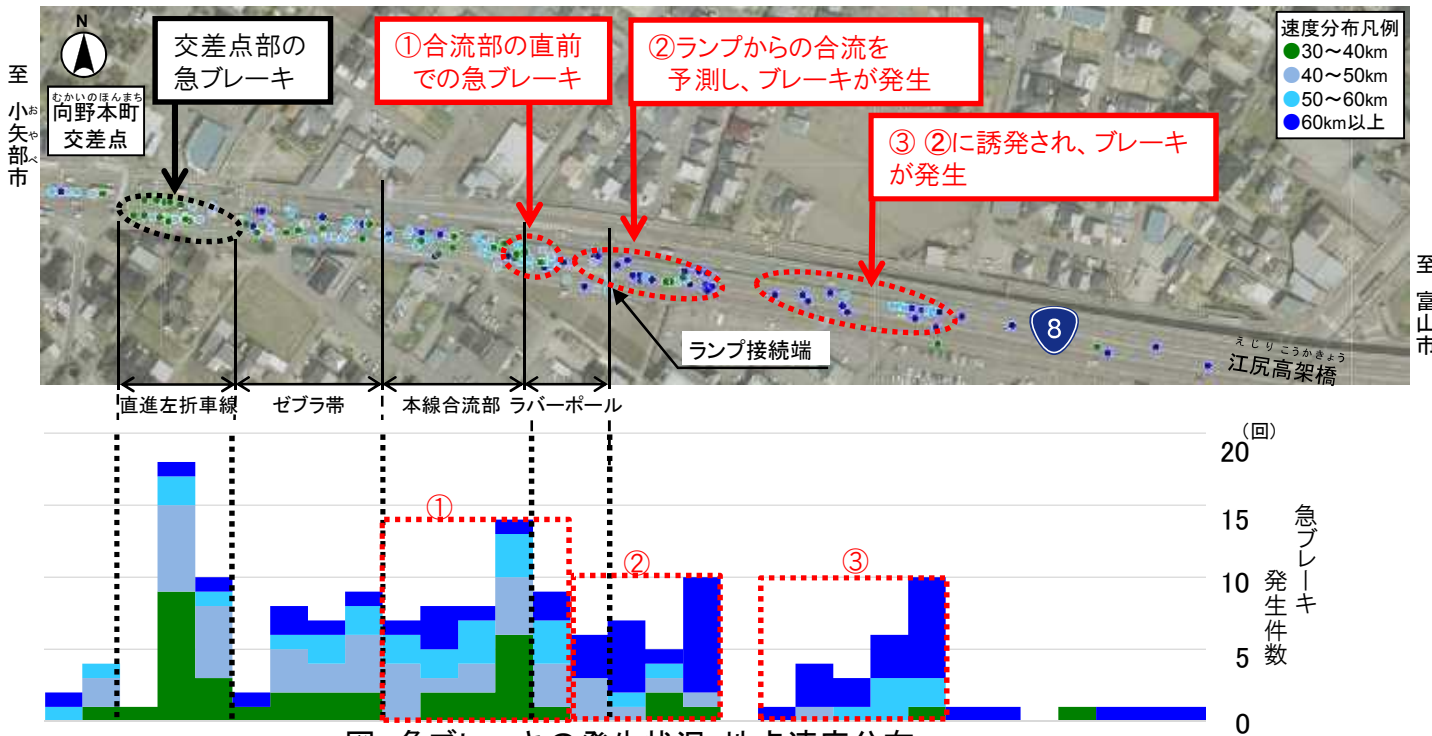 N
至
小矢部市
おやべ
むかいのほんまち
向野本町
交差点
交差点部の
急ブレーキ
①合流部の直前
での急ブレーキ
②ランプからの合流を
予測し、ブレーキが発生
③ ②に誘発され、ブレーキ
が発生
速度分布凡例
30～40km
40～50km
50～60km
60km以上
至
富山市
8
えじりこうかきょう
江尻高架橋
ランプ接続端
直進左折車線
ゼブラ帯
本線合流部
ラバーポール
(回)
20
15
10
5
0
急ブレーキ
発生件数
①
②
③